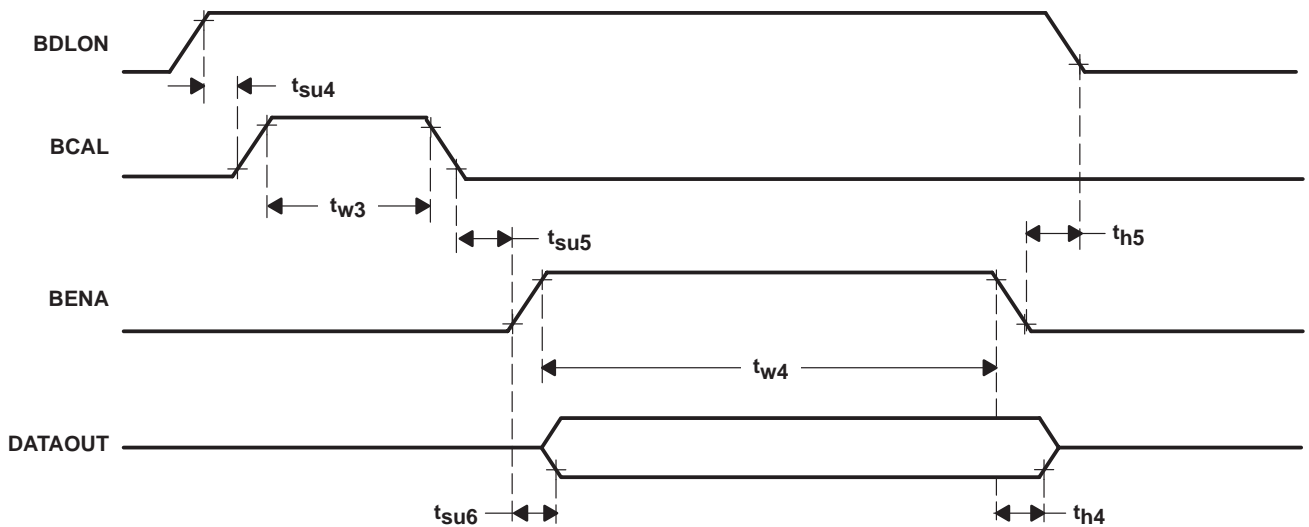 BDLON
tsu4
BCAL
tw3
tsu5
th5
BENA
tw4
DATAOUT
tsu6
th4